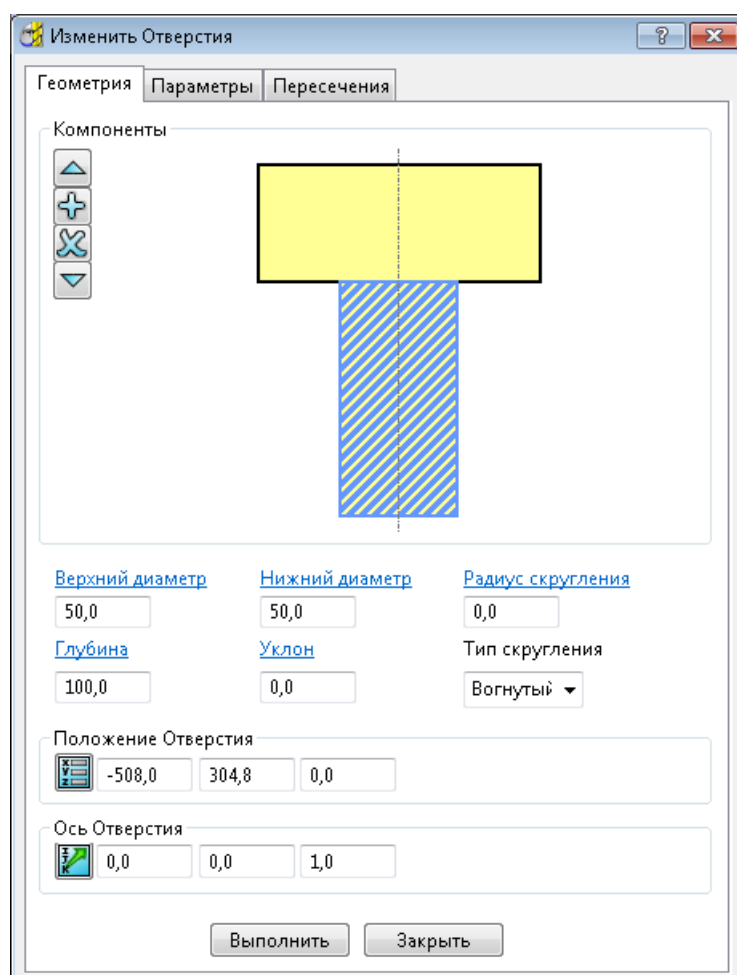 Изменить Отверстия
Геометрия Параметры Пересечения
Компоненты
Верхний диаметр Нижний диаметр Радиус скругления
50,0 50,0 0,0
Глубина Уклон Тип скругления
100,0 0,0 Вогнутый
Положение Отверстия
X Y Z -508,0 304,8 0,0
Ось Отверстия
I J K 0,0 0,0 1,0
Выполнить Закрыть